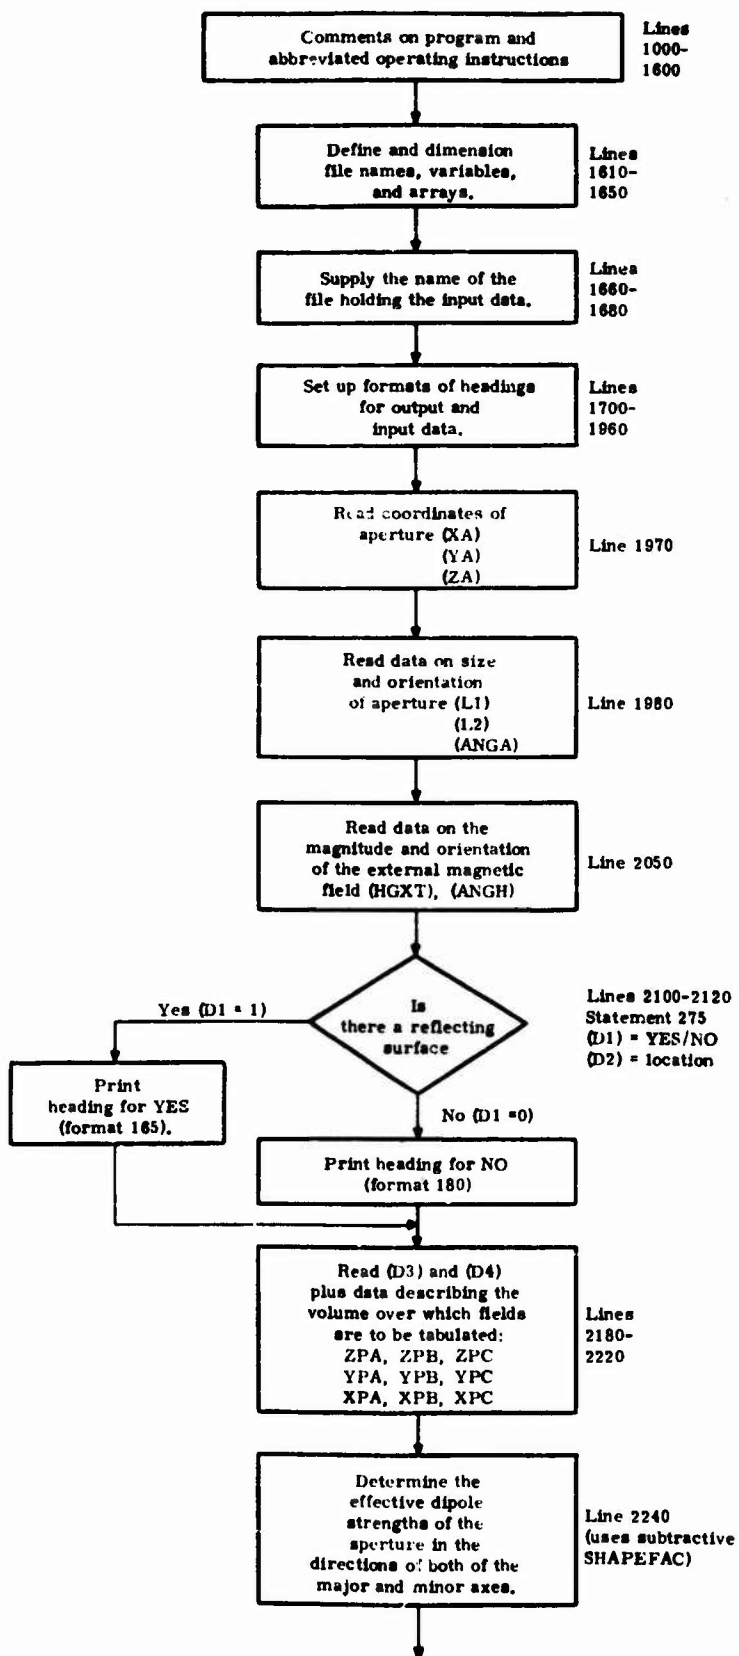 Comments on program and
abbreviated operating instructions
Lines
1000-
1600
Define and dimension
file names, variables,
and arrays.
Lines
1610-
1650
Supply the name of the
file holding the input data.
Linea
1660-
1680
Set up formats of headings
for output and
input data.
Lines
1700-
1960
Read coordinates of
aperture (XA)
(YA)
(ZA)
Line 1970
Read data on size
and orientation
of aperture (L1)
(L2)
(ANGA)
Line 1980
Read data on the
magnitude and orientation
of the external magnetic
field (HGXT), (ANGH)
Line 2050
Is
there a reflecting
surface
Lines 2100-2120
Statement 275
(D1) = YES/NO
(D2) = location
Yes (D1 = 1)
Print
heading for YES
(format 165).
No (D1 =0)
Print heading for NO
(format 180)
Read (D3) and (D4)
plus data describing the
volume over which fields
are to be tabulated:
ZPA, ZPB, ZPC
YPA, YPB, YPC
XPA, XPB, XPC
Lines
2180-
2220
Determine the
effective dipole
strengths of the
aperture in the
directions of both of the
major and minor axes.
Line 2240
(uses subtractive
SHAPEFAC)